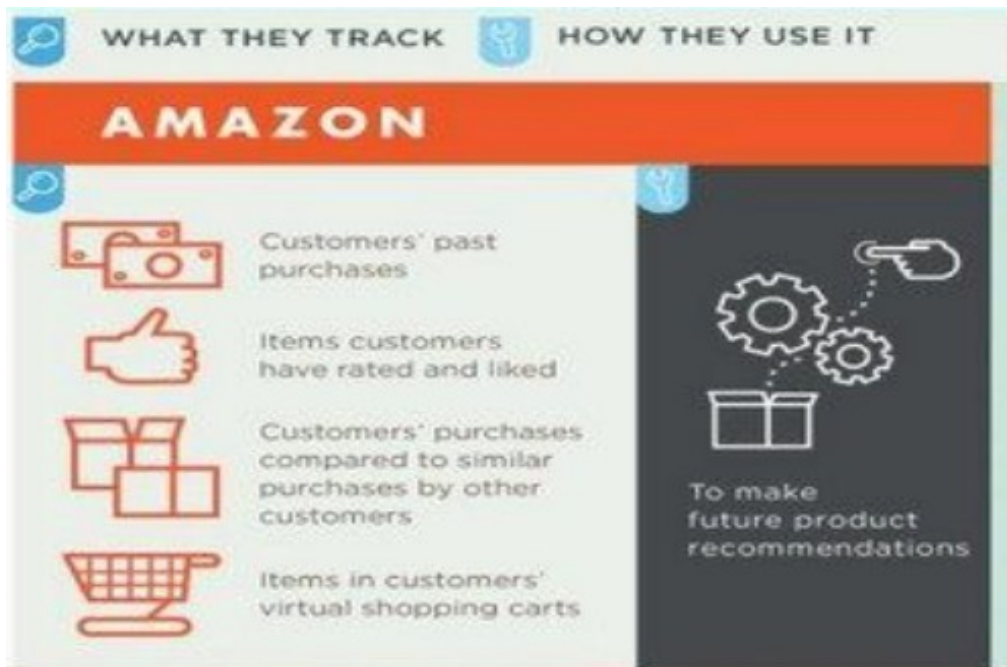 WHAT THEY TRACK
HOW THEY USE IT
AMAZON
Customers' past
purchases
Items customers
have rated and liked
Customers' purchases
compared to similar
purchases by other
customers
Items in customers'
virtual shopping carts
To make
future product
recommendations